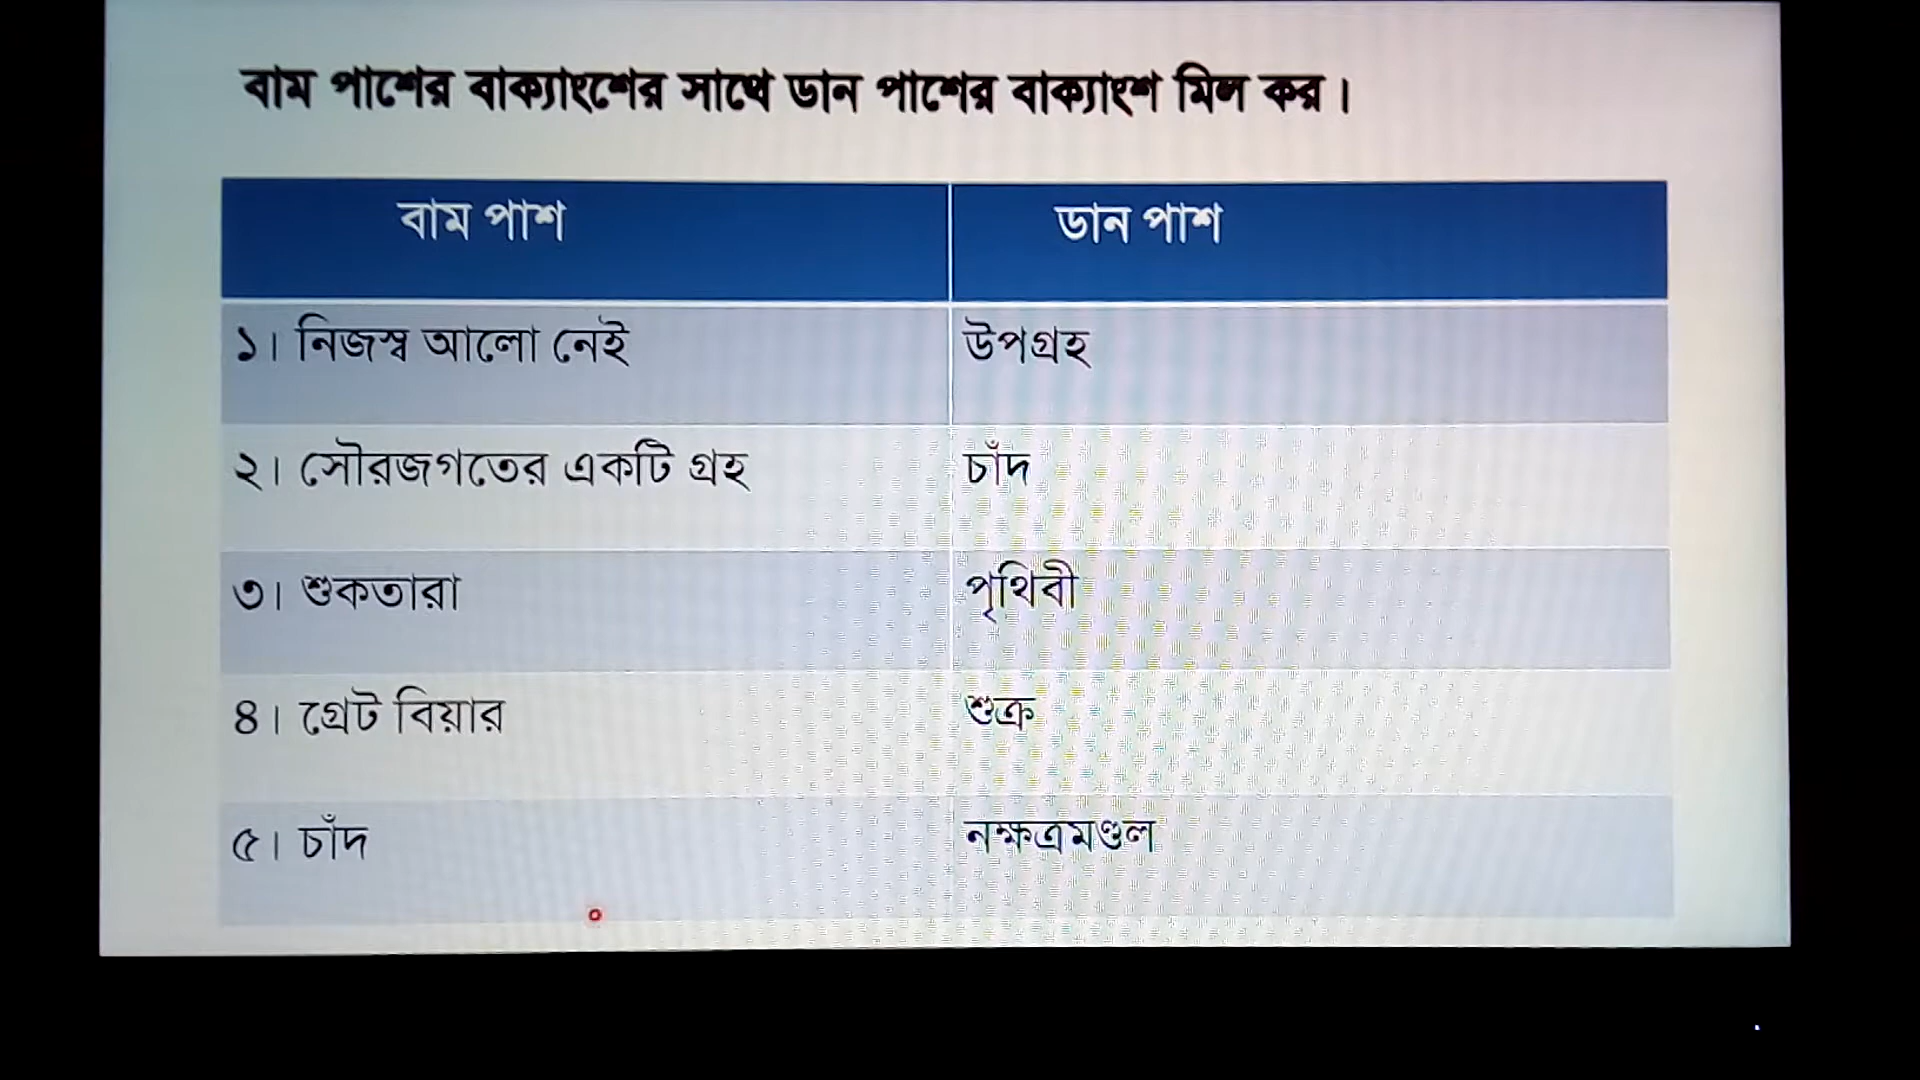 বাম পাশের বাক্যাংশের সাথে ডান পাশের বাক্যাংশ মিল কর।
বাম পাশ ডান পাশ
১। নিজস্ব আলো নেই উপগ্রহ
২। সৌরজগতের একটি গ্রহ চাঁদ
৩। শুকতারা পৃথিবী
৪। গ্রেট বিয়ার শুক্র
৫। চাঁদ নক্ষত্রমণ্ডল